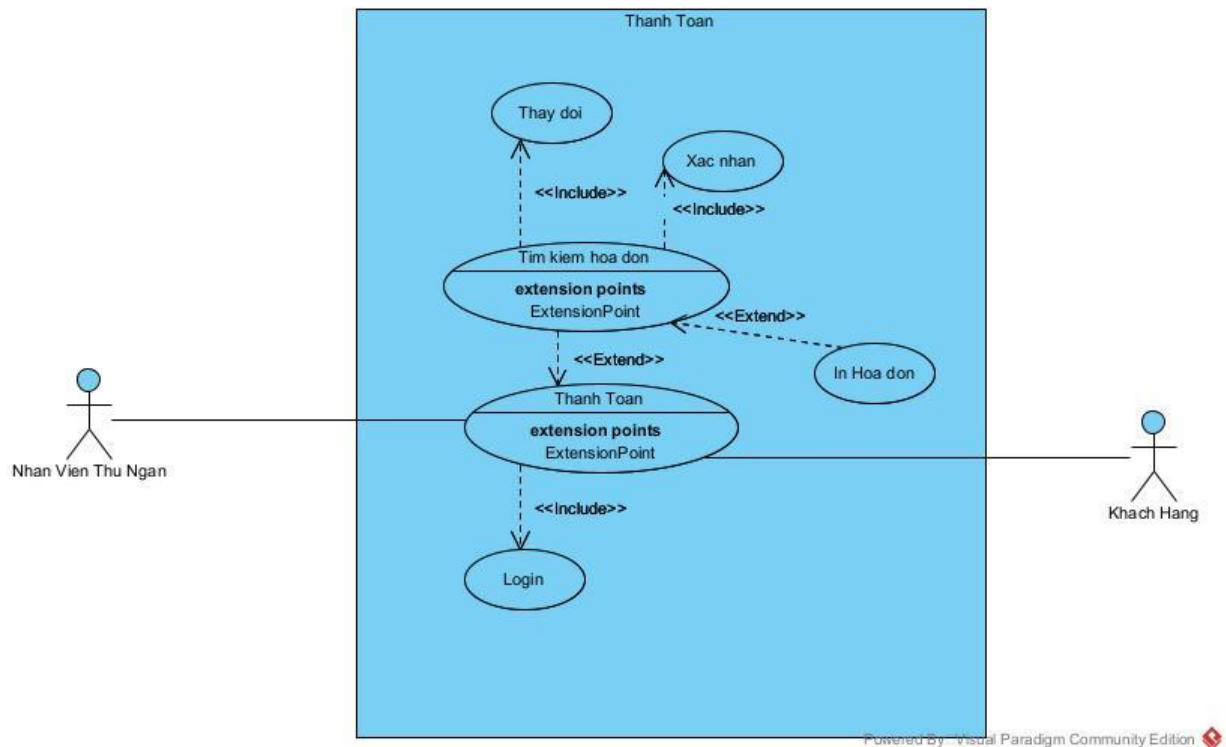 Thanh Toan
Thay doi
Xac nhan
<<Include>>
<<Include>>
Tim kiem hoa don
extension points
ExtensionPoint
<<Extend>>
<<Extend>>
In Hoa don
Thanh Toan
extension points
ExtensionPoint
Nhan Vien Thu Ngan
Khach Hang
<<Include>>
Login
Powered By: Visual Paradigm Community Edition